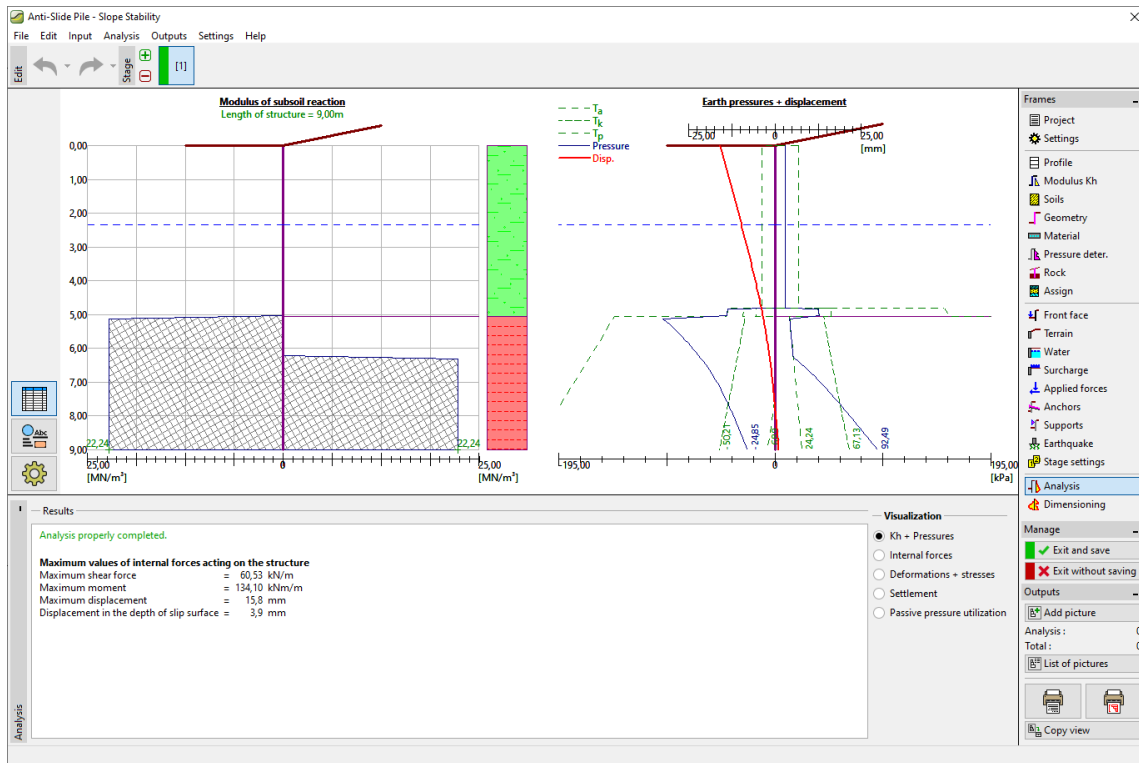 Anti-Slide Pile - Slope Stability
File Edit Input Analysis Outputs Settings Help
Edit
Stage
[1]
Modulus of subsoil reaction
Length of structure = 9,00m
0,00
1,00
2,00
3,00
4,00
5,00
6,00
7,00
8,00
9,00
22,24
22,24
25,00
0
25,00
[MN/m³]
[MN/m³]
Earth pressures + displacement
Ta
Tk
Tp
Pressure
Disp.
-25,00
0
25,00
[mm]
50,21
24,85
24,24
67,13
92,49
-195,00
0
195,00
[kPa]
Abc
Frames
Project
Settings
Profile
Modulus Kh
Soils
Geometry
Material
Pressure deter.
Rock
Assign
Front face
Terrain
Water
Surcharge
Applied forces
Anchors
Supports
Earthquake
Stage settings
Analysis
Dimensioning
Manage
Exit and save
Exit without saving
Outputs
Add picture
Analysis :
Total :
List of pictures
Copy view
Analysis
Results
Analysis properly completed.
Maximum values of internal forces acting on the structure
Maximum shear force = 60,53 kN/m
Maximum moment = 134,10 kNm/m
Maximum displacement = 15,8 mm
Displacement in the depth of slip surface = 3,9 mm
Visualization
Kh + Pressures
Internal forces
Deformations + stresses
Settlement
Passive pressure utilization